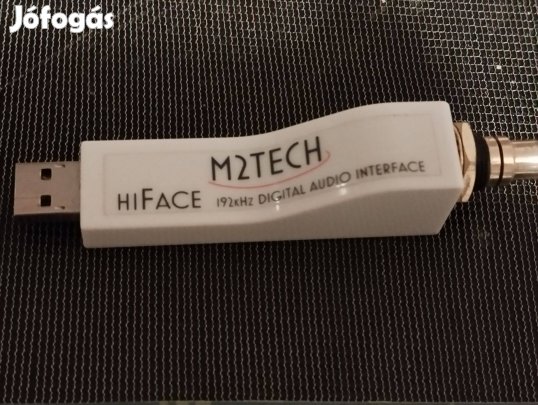 Jófogás
M2TECH
HIFACE 192KHZ DIGITAL AUDIO INTERFACE